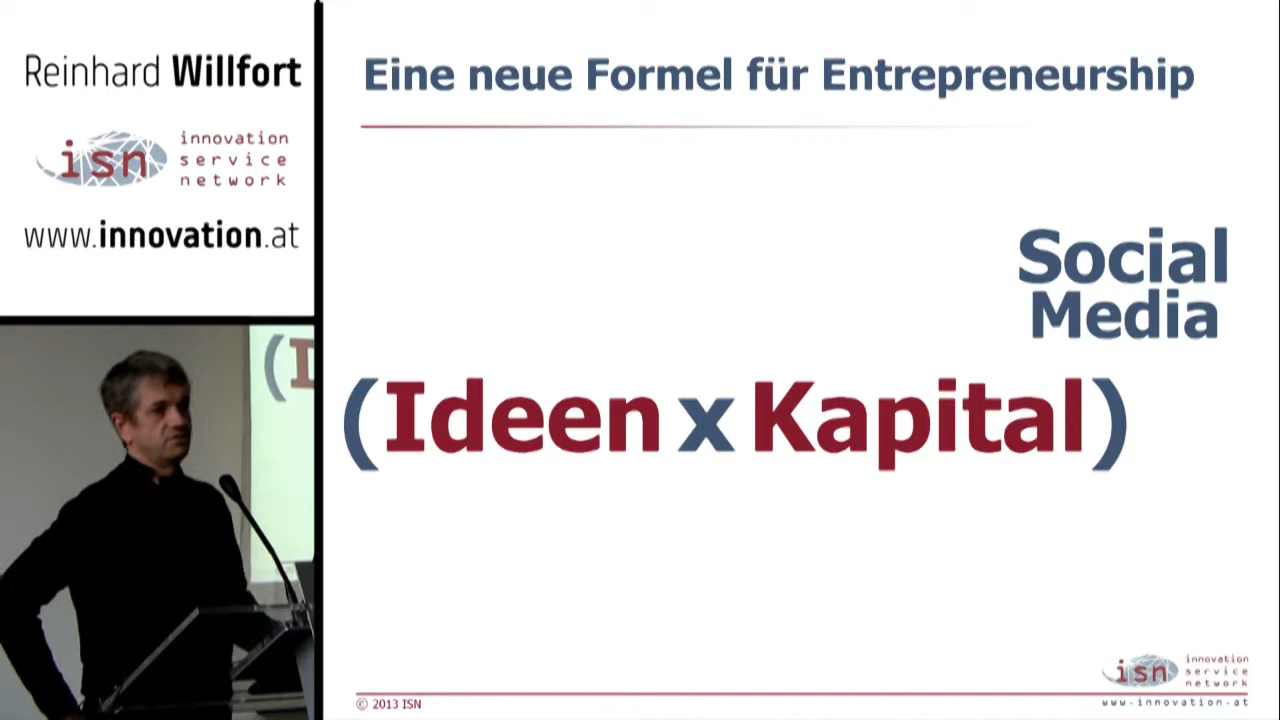 Reinhard Willfort
isn
innovation
service
network
www.innovation.at
(I
Eine neue Formel für Entrepreneurship
Social
Media
(Ideen x Kapital)
© 2013 ISN
isn
innovation
service
network
www.innovation.at